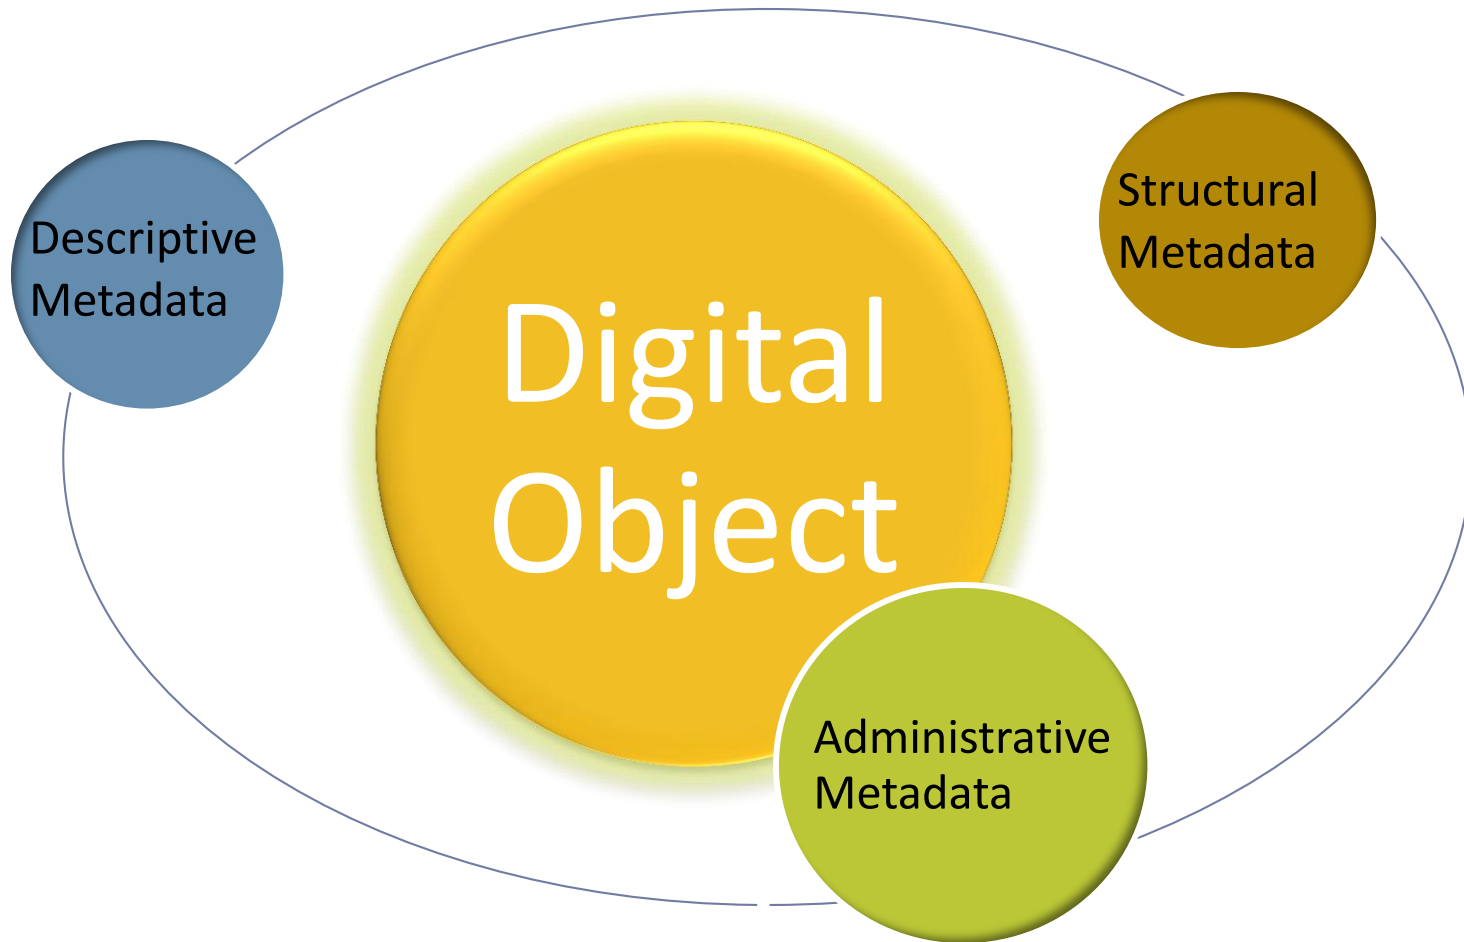 Descriptive
Metadata
Structural
Metadata
Digital
Object
Administrative
Metadata